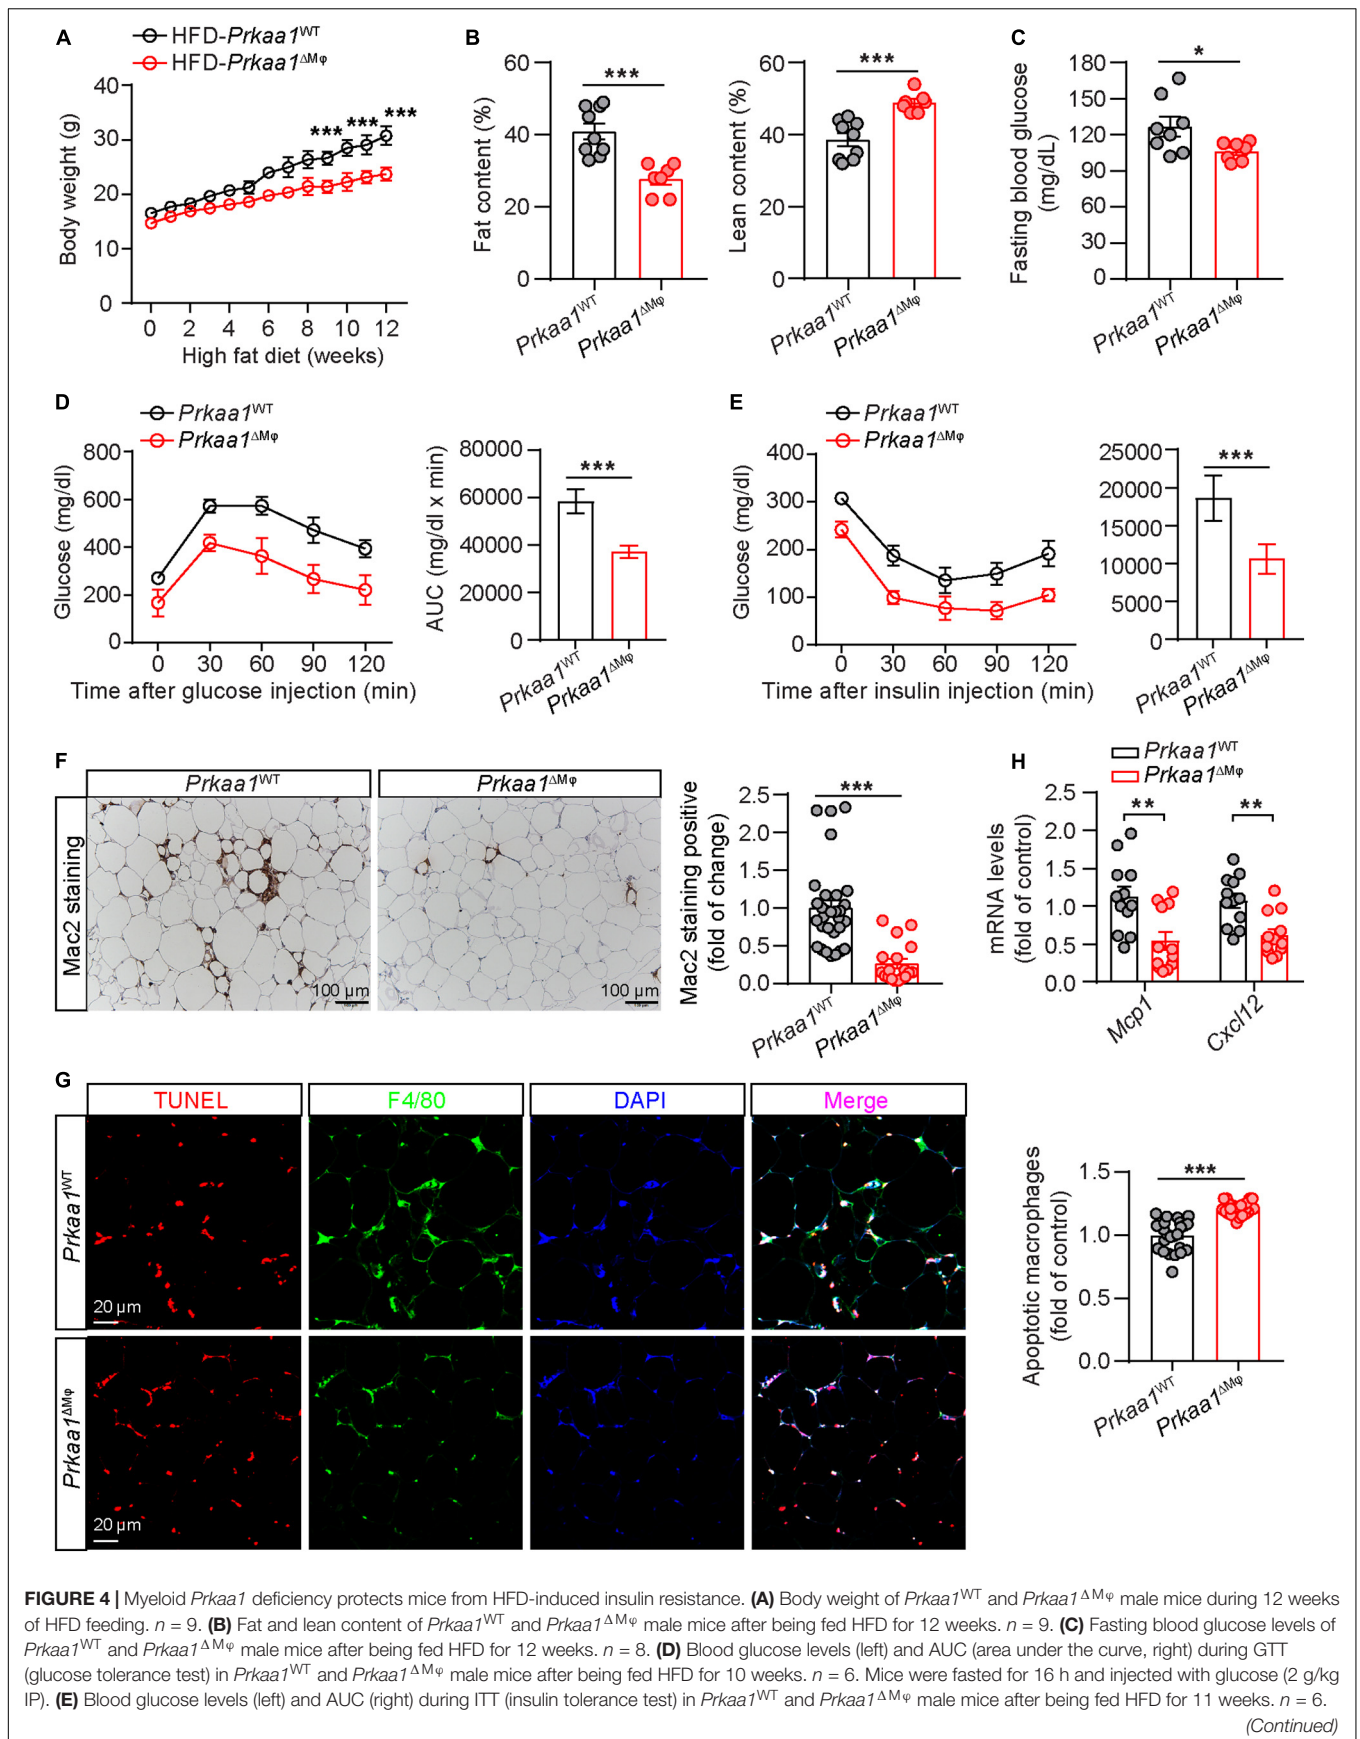 A
HFD-Prkaa1WT
HFD-Prkaa1ΔMφ
Body weight (g)
40
30
20
10
0
*** *** ***
0 2 4 6 8 10 12
High fat diet (weeks)
B
Fat content (%)
60
40
20
0
***
Prkaa1WT
Prkaa1ΔMφ
Lean content (%)
60
40
20
0
***
Prkaa1WT
Prkaa1ΔMφ
C
Fasting blood glucose
(mg/dL)
180
150
120
90
60
30
0
*
Prkaa1WT
Prkaa1ΔMφ
D
Prkaa1WT
Prkaa1ΔMφ
Glucose (mg/dl)
800
600
400
200
0
0 30 60 90 120
Time after glucose injection (min)
AUC (mg/dl x min)
80000
60000
40000
20000
0
***
Prkaa1WT
Prkaa1ΔMφ
E
Prkaa1WT
Prkaa1ΔMφ
Glucose (mg/dl)
400
300
200
100
0
0 30 60 90 120
Time after insulin injection (min)
25000
20000
15000
10000
5000
0
***
Prkaa1WT
Prkaa1ΔMφ
F
Prkaa1WT
Prkaa1ΔMφ
Mac2 staining
100 µm
100 µm
Mac2 staining positive
(fold of change)
2.5
2.0
1.5
1.0
0.5
0.0
***
Prkaa1WT
Prkaa1ΔMφ
H
Prkaa1WT
Prkaa1ΔMφ
mRNA levels
(fold of control)
2.5
2.0
1.5
1.0
0.5
0.0
** **
Mcp1
Cxcl12
G
TUNEL
F4/80
DAPI
Merge
Prkaa1WT
20 µm
Prkaa1ΔMφ
20 µm
Apoptotic macrophages
(fold of control)
1.5
1.0
0.5
0.0
***
Prkaa1WT
Prkaa1ΔMφ
FIGURE 4 | Myeloid Prkaa1 deficiency protects mice from HFD-induced insulin resistance. (A) Body weight of Prkaa1WT and Prkaa1ΔMφ male mice during 12 weeks
of HFD feeding. n = 9. (B) Fat and lean content of Prkaa1WT and Prkaa1ΔMφ male mice after being fed HFD for 12 weeks. n = 9. (C) Fasting blood glucose levels of
Prkaa1WT and Prkaa1ΔMφ male mice after being fed HFD for 12 weeks. n = 8. (D) Blood glucose levels (left) and AUC (area under the curve, right) during GTT
(glucose tolerance test) in Prkaa1WT and Prkaa1ΔMφ male mice after being fed HFD for 10 weeks. n = 6. Mice were fasted for 16 h and injected with glucose (2 g/kg
IP). (E) Blood glucose levels (left) and AUC (right) during ITT (insulin tolerance test) in Prkaa1WT and Prkaa1ΔMφ male mice after being fed HFD for 11 weeks. n = 6.
(Continued)